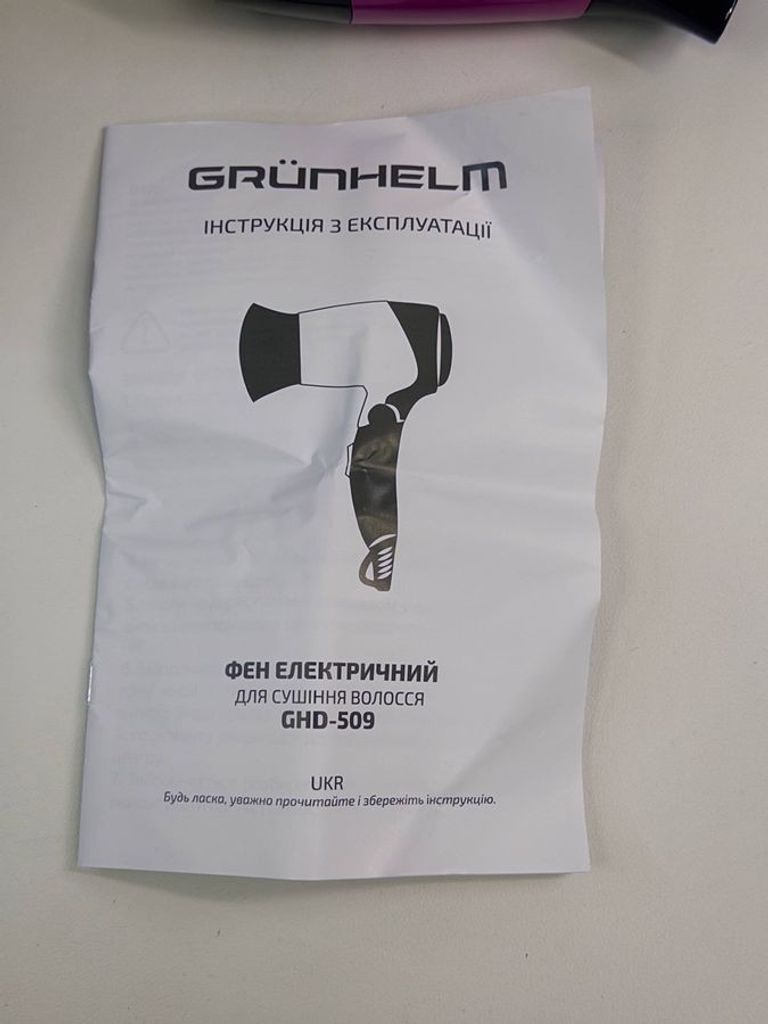 GRÜNHELM
ІНСТРУКЦІЯ З ЕКСПЛУАТАЦІЇ
ФЕН ЕЛЕКТРИЧНИЙ
ДЛЯ СУШІННЯ ВОЛОССЯ
GHD-509
UKR
Будь ласка, уважно прочитайте і збережіть інструкцію.